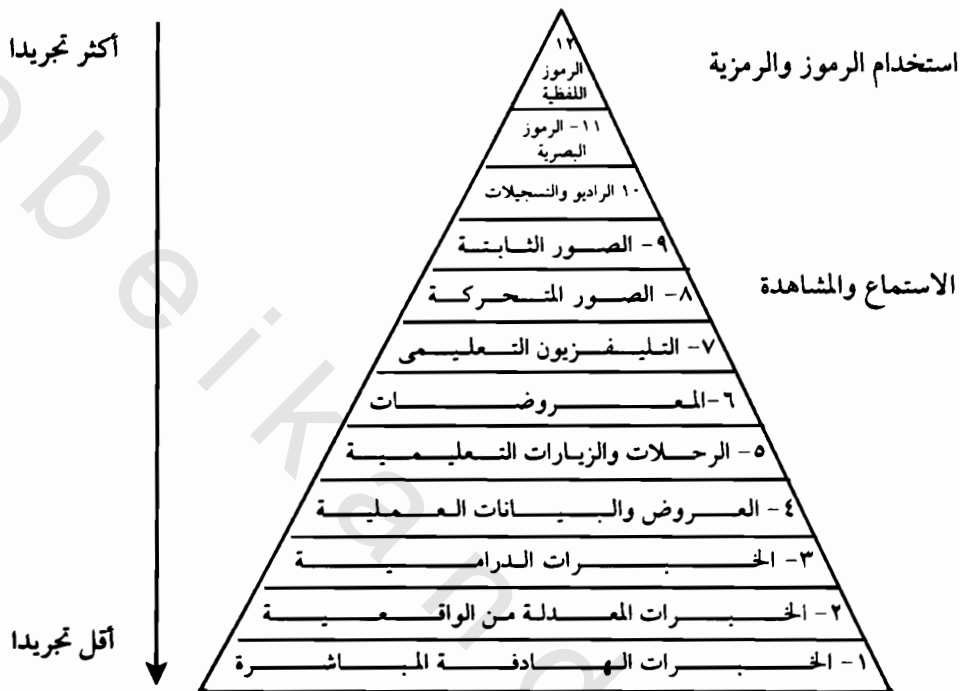 أكثر تجريدا
استخدام الرموز والرمزية
١٢
الرموز
اللفظية
١١- الرموز
البصرية
١٠ الراديو والتسجيلات
٩- الصور الثابتة
الاستماع والمشاهدة
٨- الصور المتحركة
٧- التليفزيون التعليمى
٦- المعروضات
٥- الرحلات والزيارات التعليمية
٤- العروض والبيانات العملية
٣- الخبرات الدرامية
٢- الخبرات المعدلة من الواقعية
أقل تجريدا
١- الخبرات الهادفة المباشرة
obeikand